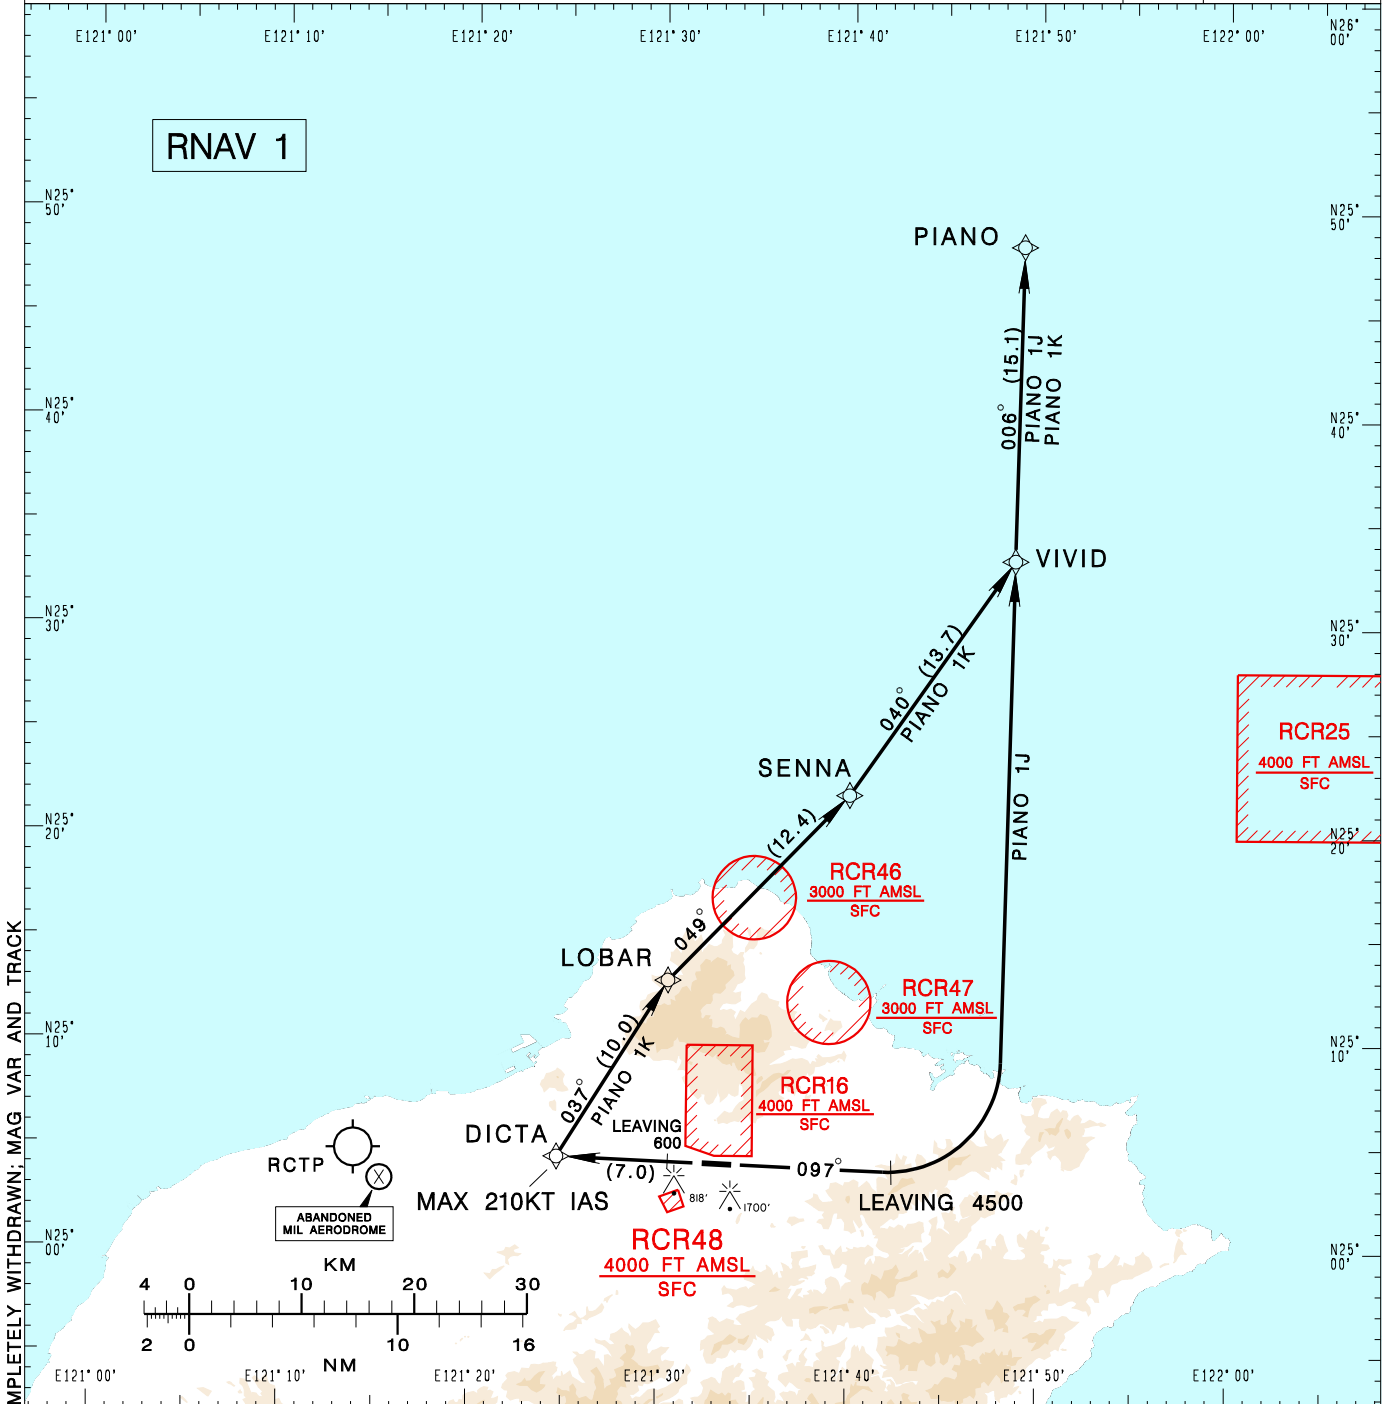 E121° 00'
E121° 10'
E121° 20'
E121° 30'
E121° 40'
E121° 50'
E122° 00'
N26°
00'
RNAV 1
N25°
50'
N25°
50'
PIANO
006° (15.1)
PIANO 1J
PIANO 1K
N25°
40'
N25°
40'
VIVID
N25°
30'
N25°
30'
040° (13.7)
PIANO 1K
RCR25
4000 FT AMSL
SFC
SENNA
PIANO 1J
N25°
20'
N25°
20'
049° (12.4)
RCR46
3000 FT AMSL
SFC
LOBAR
RCR47
3000 FT AMSL
SFC
N25°
10'
N25°
10'
037° (10.0)
PIANO 1K
RCR16
4000 FT AMSL
SFC
LEAVING
600
DICTA
RCTP
(7.0)
097°
MAX 210KT IAS
818'
1700'
LEAVING 4500
ABANDONED
MIL AERODROME
RCR48
4000 FT AMSL
SFC
N25°
00'
N25°
00'
KM
4 0 10 20 30
2 0 10 16
NM
E121° 00'
E121° 10'
E121° 20'
E121° 30'
E121° 40'
E121° 50'
E122° 00'
MPLETELY WITHDRAWN; MAG VAR AND TRACK